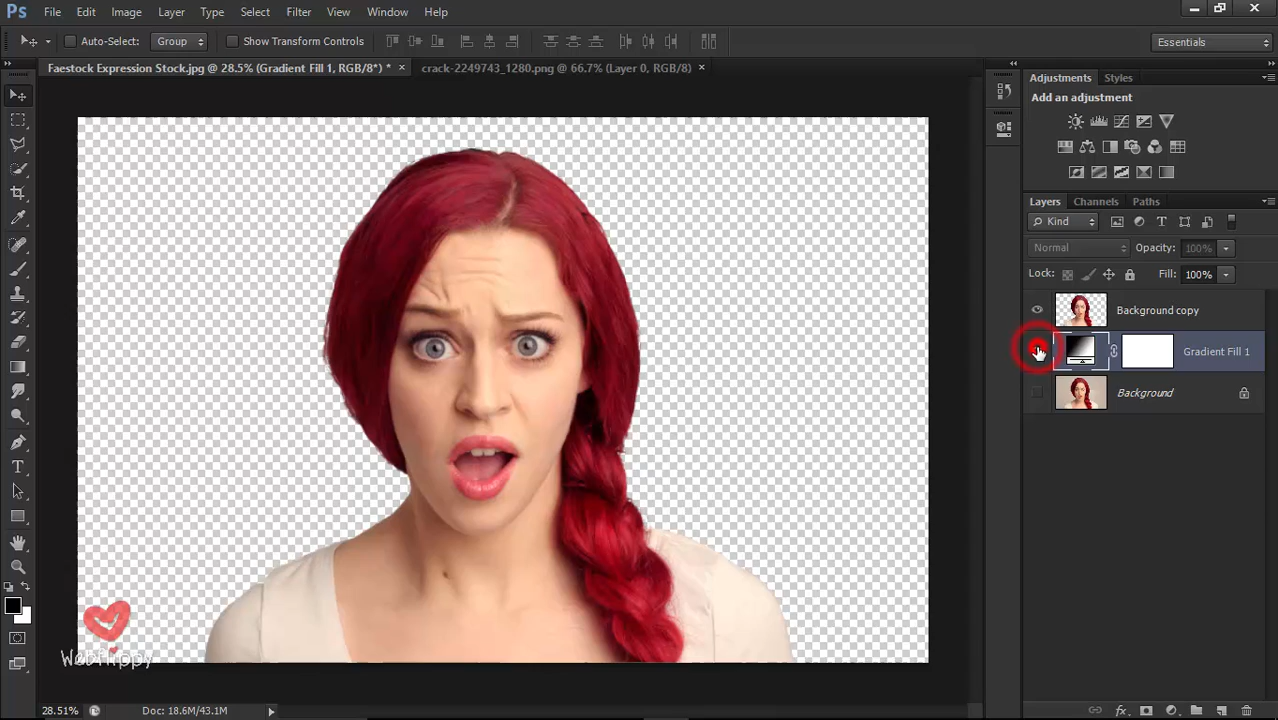 Ps File Edit Image Layer Type Select Filter View Window Help
Auto-Select: Group Show Transform Controls Essentials
Faestock Expression Stock.jpg @ 28.5% (Gradient Fill 1, RGB/8*) * × crack-2249743_1280.png @ 66.7% (Layer 0, RGB/8) ×
Adjustments Styles
Add an adjustment
Layers Channels Paths
Kind
Normal Opacity: 100%
Lock: Fill: 100%
Background copy
Gradient Fill 1
Background
T
Webflippy
28.51% Doc: 18.6M/43.1M
fx